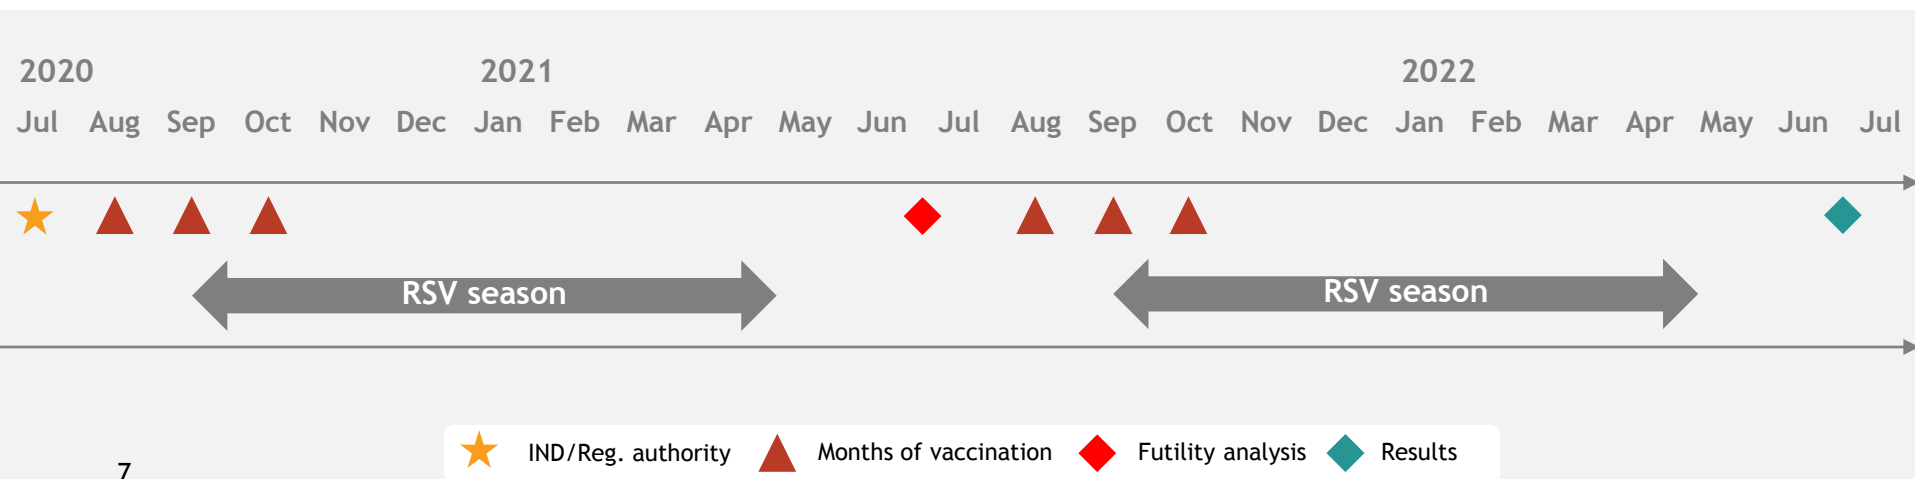 2020 2021 2022
Jul Aug Sep Oct Nov Dec Jan Feb Mar Apr May Jun Jul Aug Sep Oct Nov Dec Jan Feb Mar Apr May Jun Jul
RSV season RSV season
IND/Reg. authority Months of vaccination Futility analysis Results
7